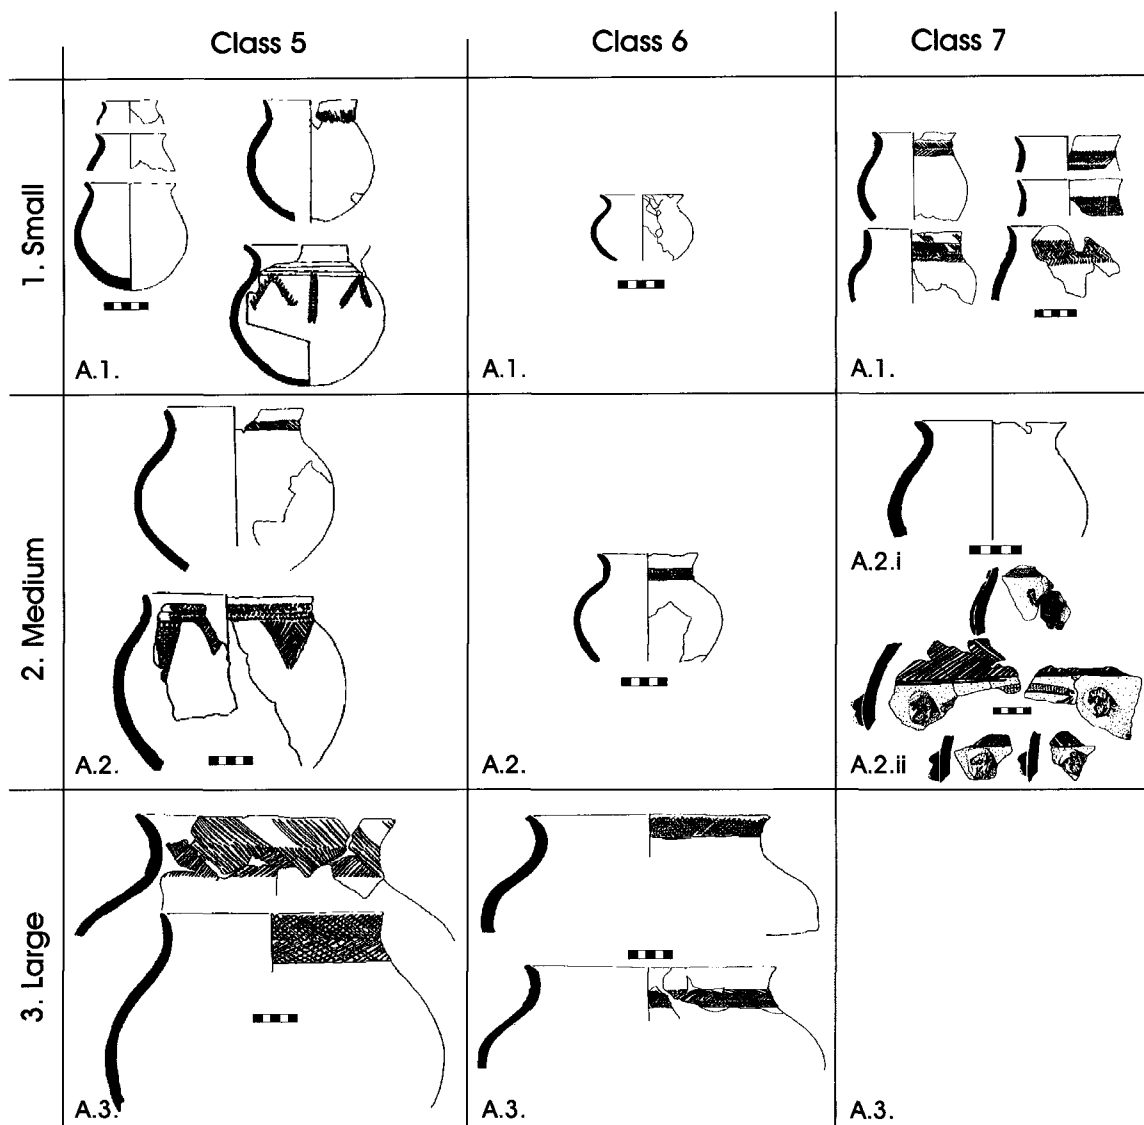 Class 5
Class 6
Class 7
1. Small
A.1.
A.1.
A.1.
2. Medium
A.2.
A.2.
A.2.i
A.2.ii
3. Large
A.3.
A.3.
A.3.